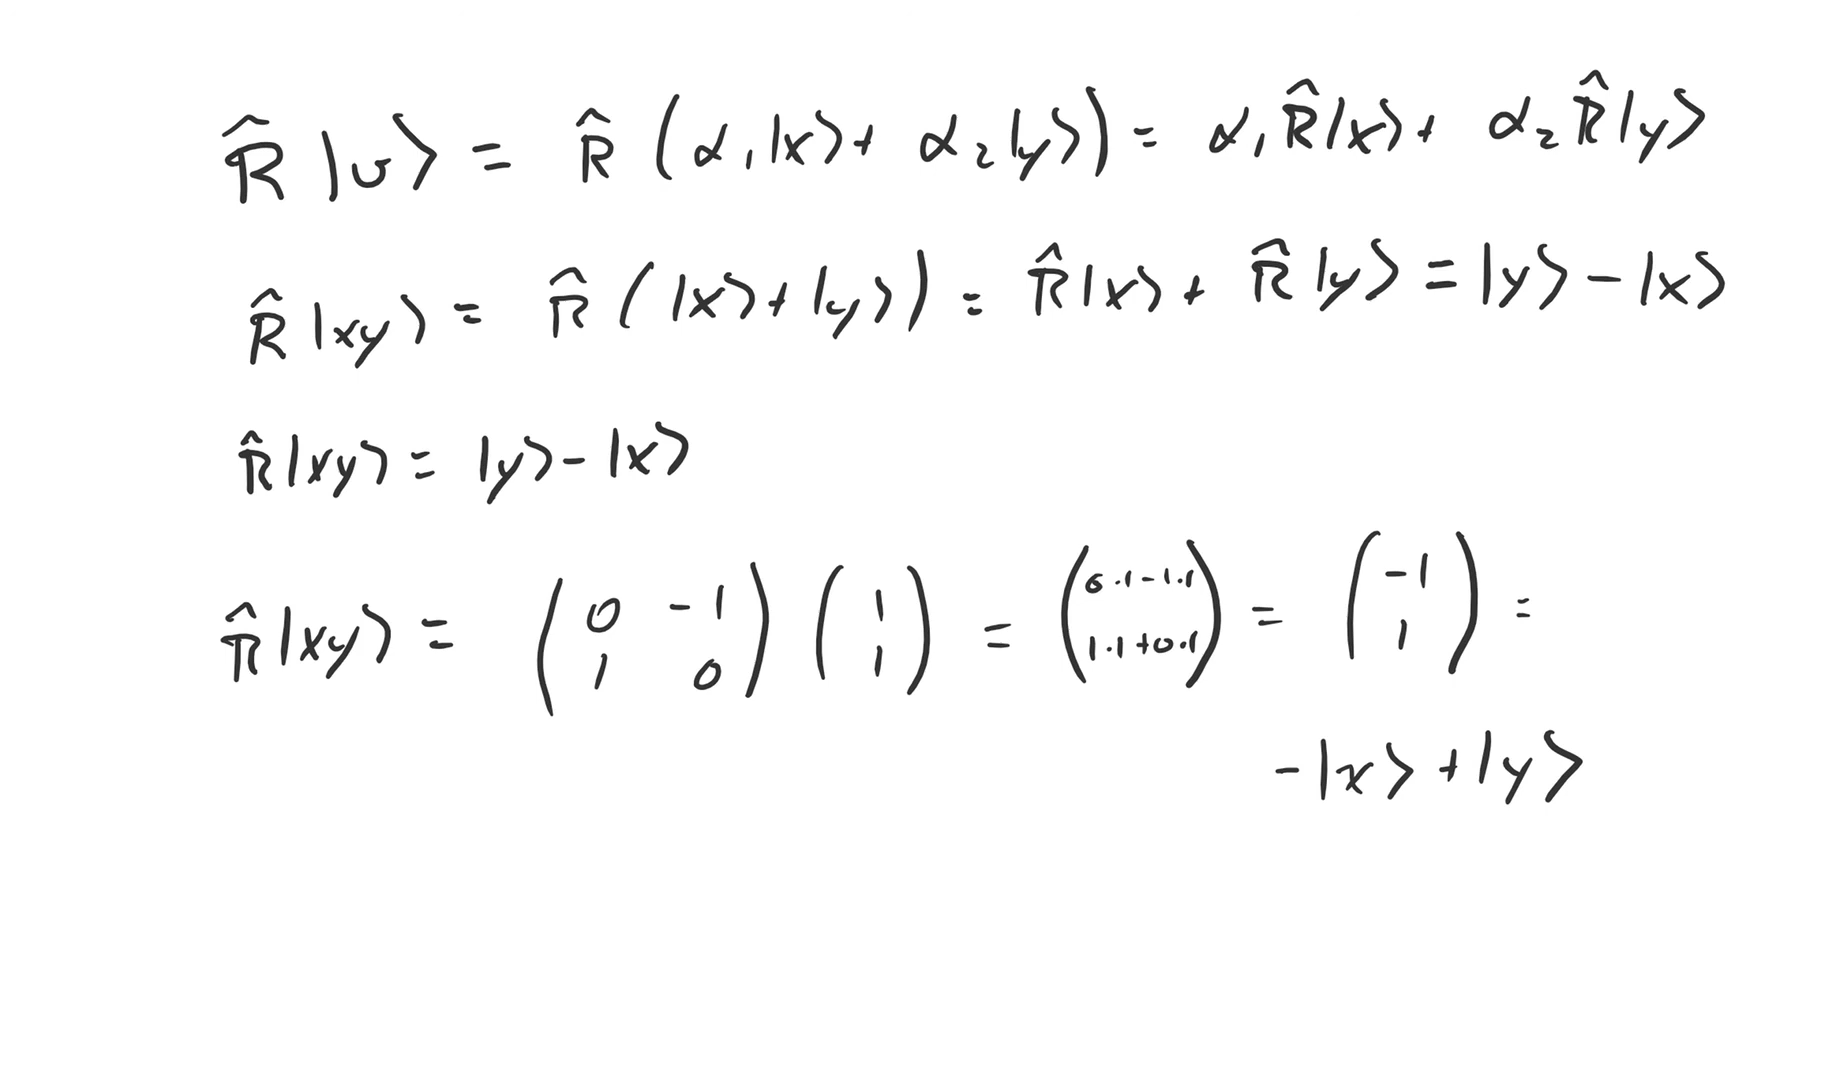 R̂ |v⟩ = R̂ (α₁|x⟩ + α₂|y⟩) = α₁R̂|x⟩ + α₂R̂|y⟩
R̂ |xy⟩ = R̂ (|x⟩ + |y⟩) = R̂|x⟩ + R̂|y⟩ = |y⟩ - |x⟩
R̂|xy⟩ = |y⟩ - |x⟩
R̂|xy⟩ = (0 -1; 1 0) (1; 1) = (0·1 - 1·1; 1·1 + 0·1) = (-1; 1) =
-|x⟩ + |y⟩